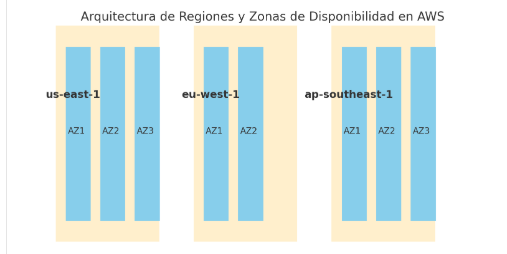 Arquitectura de Regiones y Zonas de Disponibilidad en AWS
us-east-1
AZ1
AZ2
AZ3
eu-west-1
AZ1
AZ2
ap-southeast-1
AZ1
AZ2
AZ3